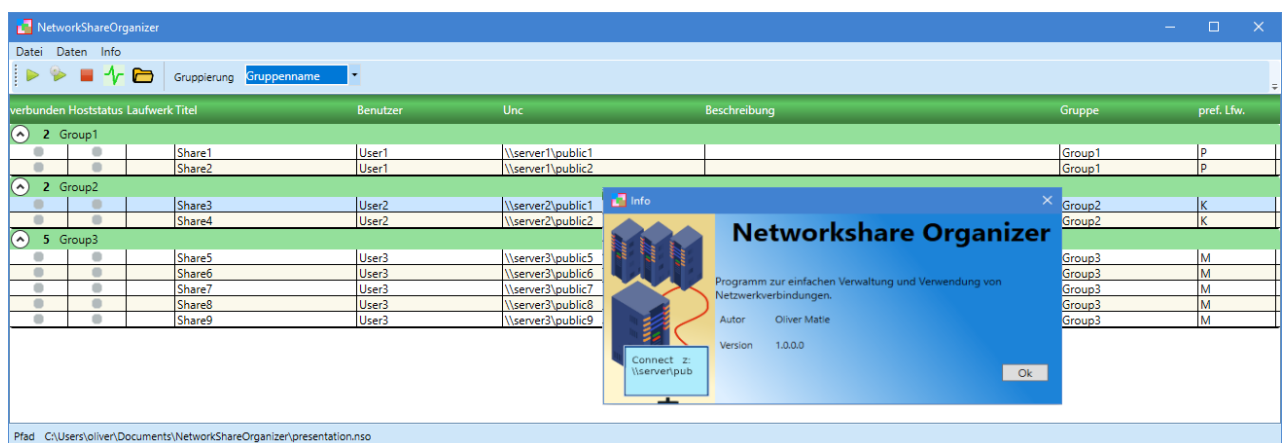 NetworkShareOrganizer
Datei Daten Info
Gruppierung Gruppenname
verbunden Hoststatus Laufwerk Titel Benutzer Unc Beschreibung Gruppe pref. Lfw.
2 Group1
Share1 User1 \\server1\public1 Group1 P
Share2 User1 \\server1\public2 Group1 P
2 Group2
Share3 User2 \\server2\public1 Group2 K
Share4 User2 \\server2\public2 Group2 K
5 Group3
Share5 User3 \\server3\public5 Group3 M
Share6 User3 \\server3\public6 Group3 M
Share7 User3 \\server3\public7 Group3 M
Share8 User3 \\server3\public8 Group3 M
Share9 User3 \\server3\public9 Group3 M
Info
Networkshare Organizer
Programm zur einfachen Verwaltung und Verwendung von
Netzwerkverbindungen.
Autor Oliver Matie
Version 1.0.0.0
Connect z:
\\server\pub
Ok
Pfad C:\Users\oliver\Documents\NetworkShareOrganizer\presentation.nso